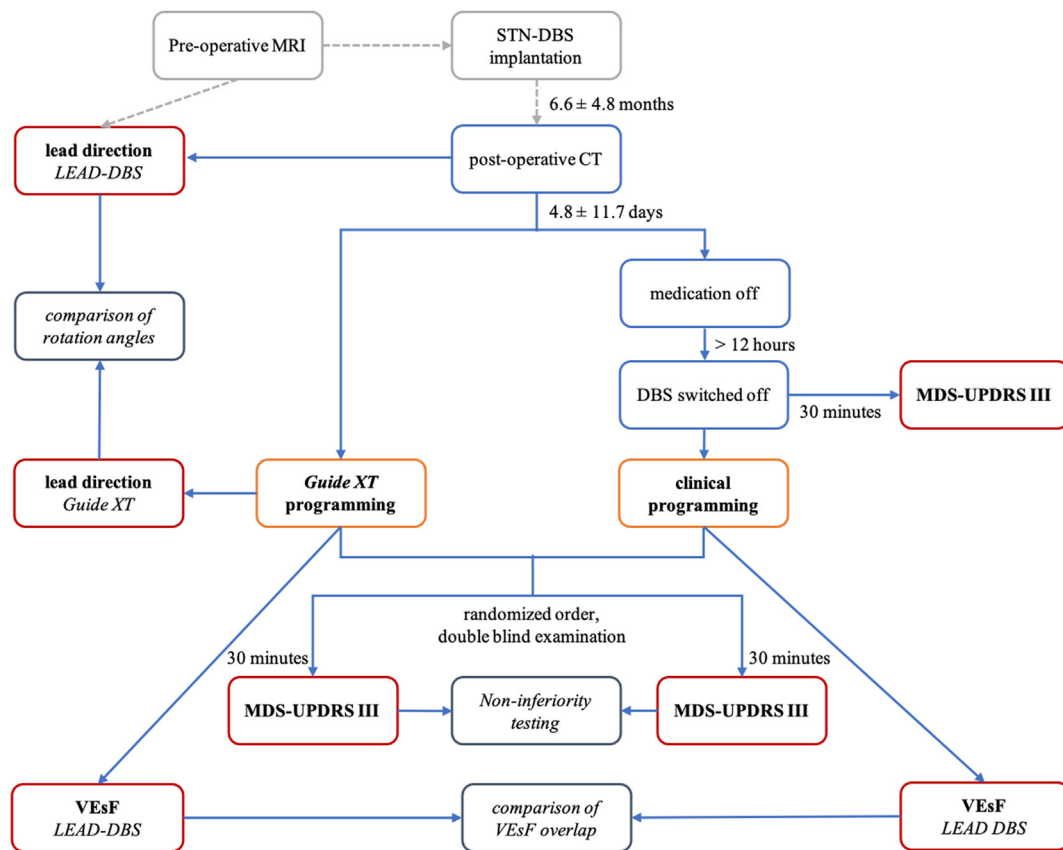 Pre-operative MRI
STN-DBS
implantation
6.6 ± 4.8 months
lead direction
LEAD-DBS
post-operative CT
4.8 ± 11.7 days
medication off
comparison of
rotation angles
> 12 hours
DBS switched off
30 minutes
MDS-UPDRS III
lead direction
Guide XT
Guide XT
programming
clinical
programming
randomized order,
double blind examination
30 minutes
30 minutes
MDS-UPDRS III
Non-inferiority
testing
MDS-UPDRS III
VEsF
LEAD-DBS
comparison of
VEsF overlap
VEsF
LEAD DBS